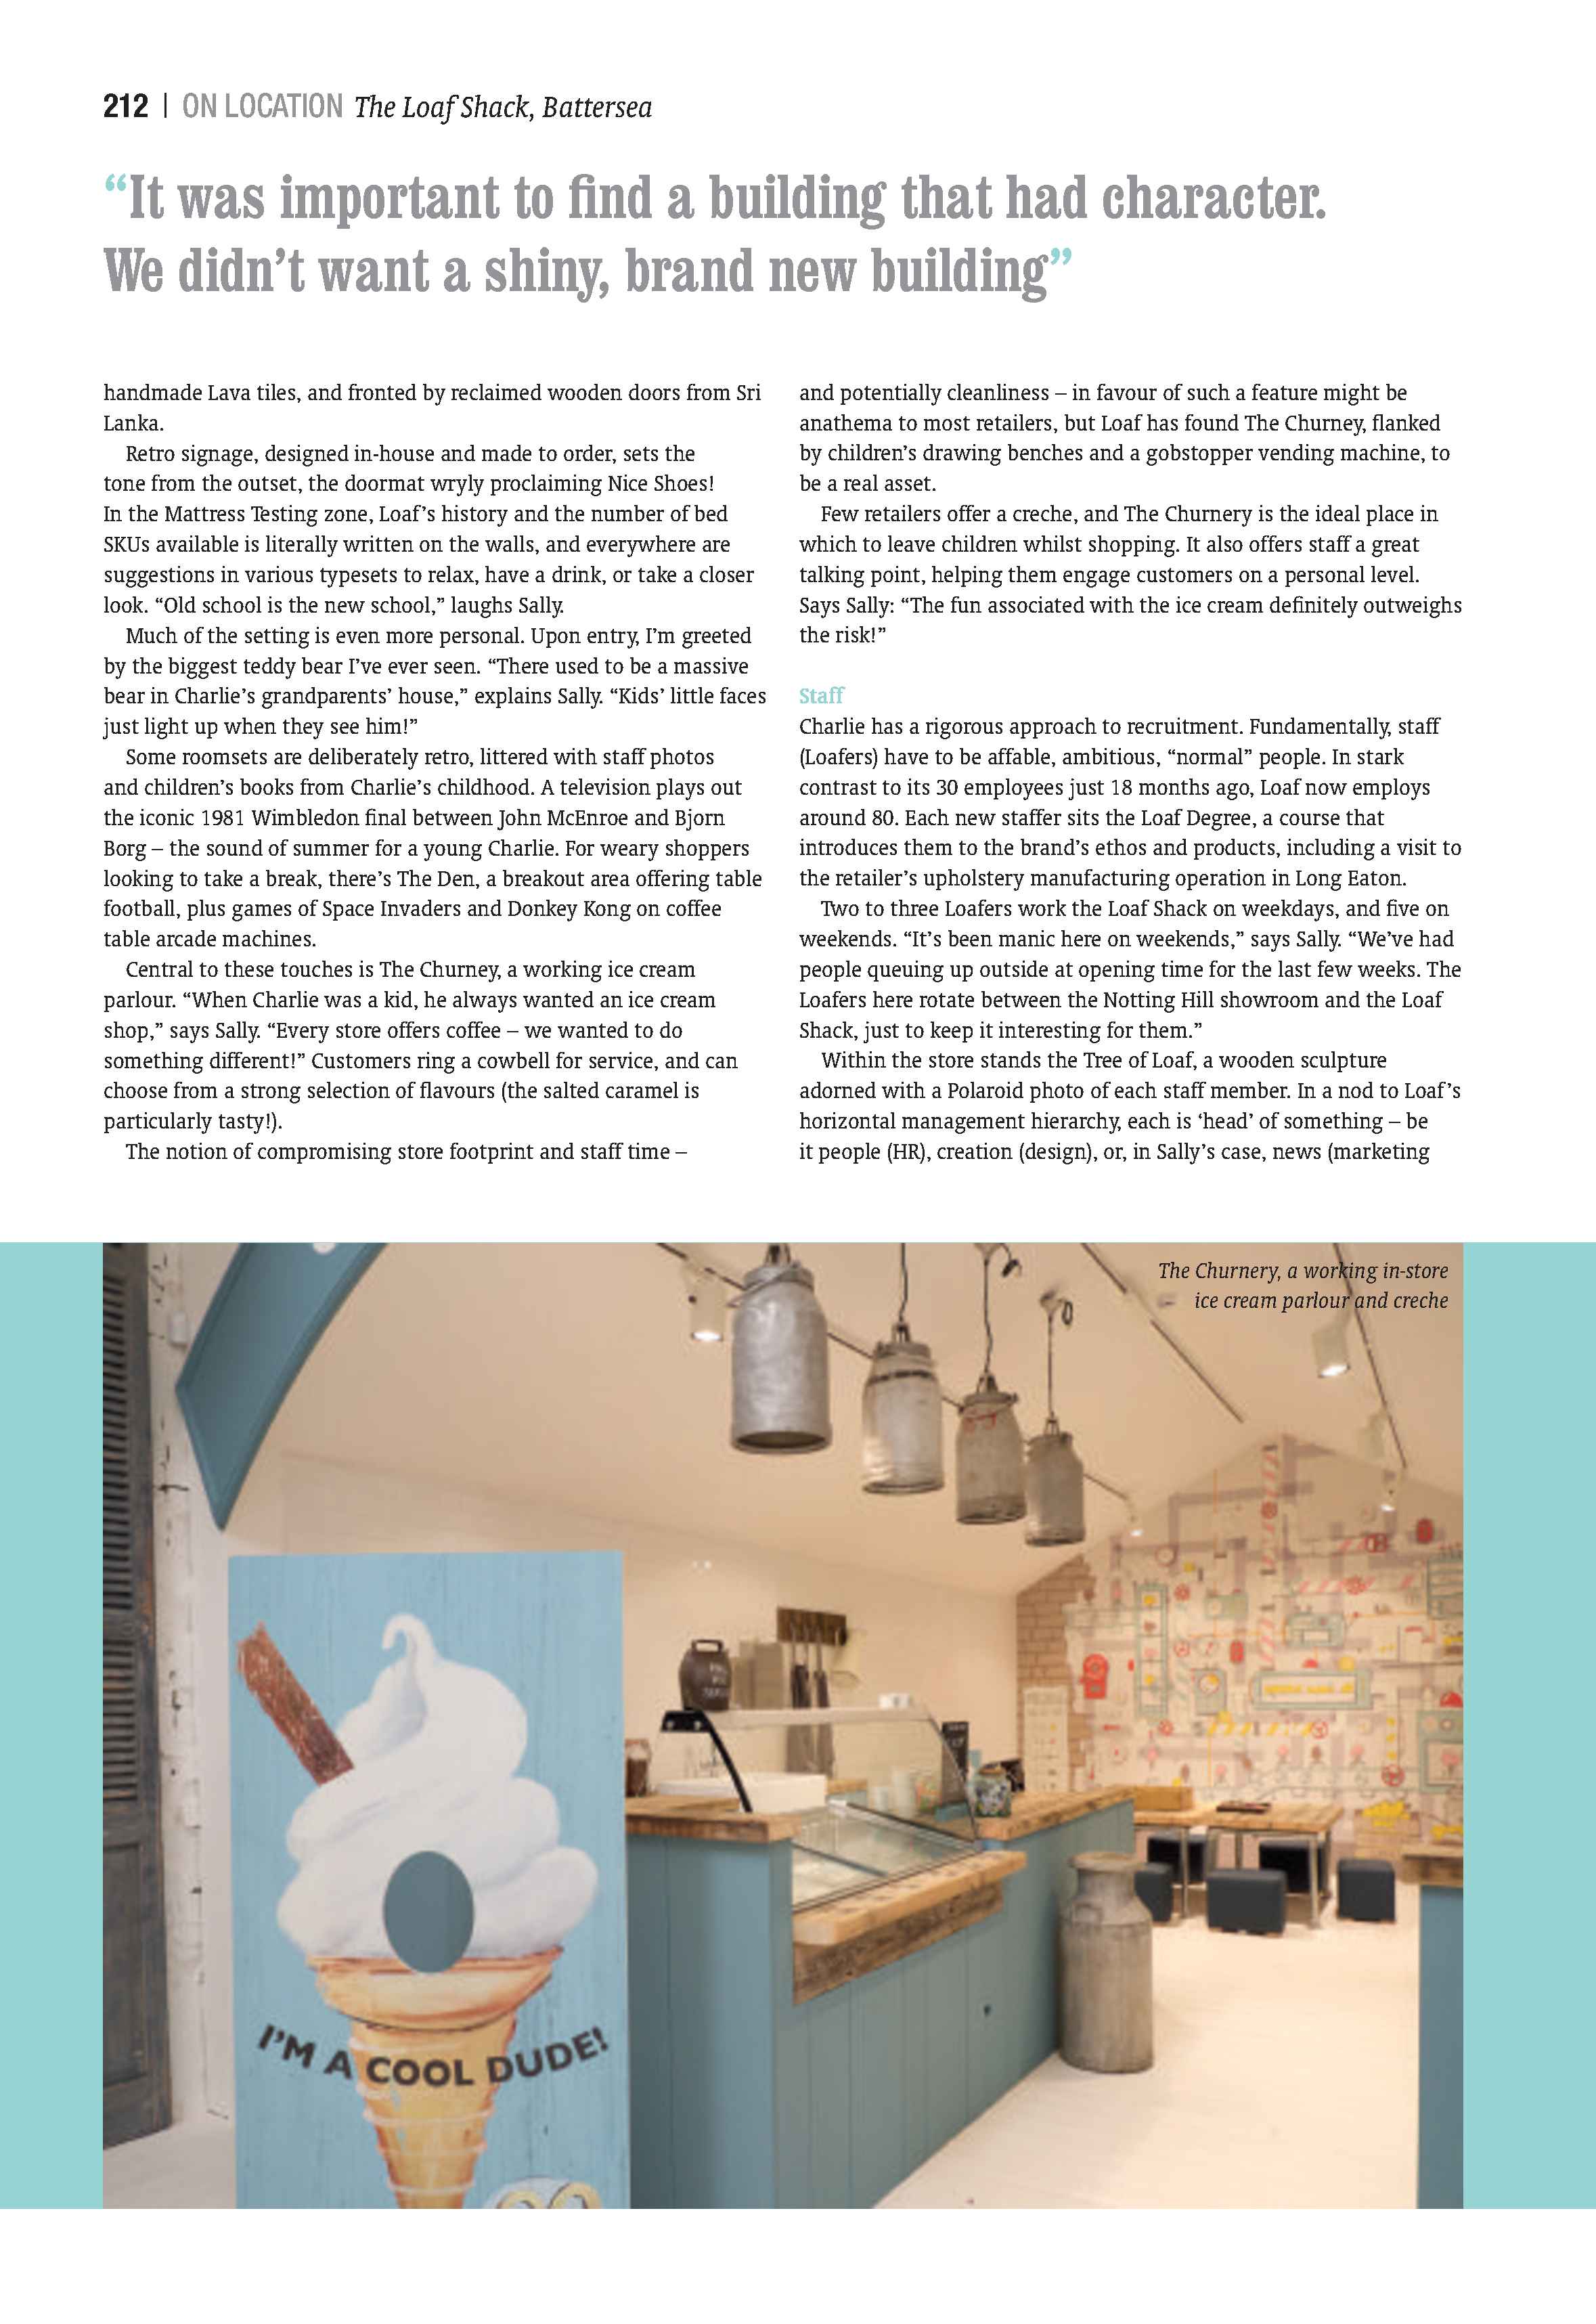 212 | ON LOCATION The Loaf Shack, Battersea
“It was important to find a building that had character.
We didn’t want a shiny, brand new building”
handmade Lava tiles, and fronted by reclaimed wooden doors from Sri
Lanka.
Retro signage, designed in-house and made to order, sets the
tone from the outset, the doormat wryly proclaiming Nice Shoes!
In the Mattress Testing zone, Loaf’s history and the number of bed
SKUs available is literally written on the walls, and everywhere are
suggestions in various typesets to relax, have a drink, or take a closer
look. “Old school is the new school,” laughs Sally.
Much of the setting is even more personal. Upon entry, I’m greeted
by the biggest teddy bear I’ve ever seen. “There used to be a massive
bear in Charlie’s grandparents’ house,” explains Sally. “Kids’ little faces
just light up when they see him!”
Some roomsets are deliberately retro, littered with staff photos
and children’s books from Charlie’s childhood. A television plays out
the iconic 1981 Wimbledon final between John McEnroe and Bjorn
Borg – the sound of summer for a young Charlie. For weary shoppers
looking to take a break, there’s The Den, a breakout area offering table
football, plus games of Space Invaders and Donkey Kong on coffee
table arcade machines.
Central to these touches is The Churney, a working ice cream
parlour. “When Charlie was a kid, he always wanted an ice cream
shop,” says Sally. “Every store offers coffee – we wanted to do
something different!” Customers ring a cowbell for service, and can
choose from a strong selection of flavours (the salted caramel is
particularly tasty!).
The notion of compromising store footprint and staff time –
and potentially cleanliness – in favour of such a feature might be
anathema to most retailers, but Loaf has found The Churney, flanked
by children’s drawing benches and a gobstopper vending machine, to
be a real asset.
Few retailers offer a creche, and The Churnery is the ideal place in
which to leave children whilst shopping. It also offers staff a great
talking point, helping them engage customers on a personal level.
Says Sally: “The fun associated with the ice cream definitely outweighs
the risk!”
Staff
Charlie has a rigorous approach to recruitment. Fundamentally, staff
(Loafers) have to be affable, ambitious, “normal” people. In stark
contrast to its 30 employees just 18 months ago, Loaf now employs
around 80. Each new staffer sits the Loaf Degree, a course that
introduces them to the brand’s ethos and products, including a visit to
the retailer’s upholstery manufacturing operation in Long Eaton.
Two to three Loafers work the Loaf Shack on weekdays, and five on
weekends. “It’s been manic here on weekends,” says Sally. “We’ve had
people queuing up outside at opening time for the last few weeks. The
Loafers here rotate between the Notting Hill showroom and the Loaf
Shack, just to keep it interesting for them.”
Within the store stands the Tree of Loaf, a wooden sculpture
adorned with a Polaroid photo of each staff member. In a nod to Loaf’s
horizontal management hierarchy, each is ‘head’ of something – be
it people (HR), creation (design), or, in Sally’s case, news (marketing
The Churnery, a working in-store
ice cream parlour and creche
I’M A COOL DUDE!